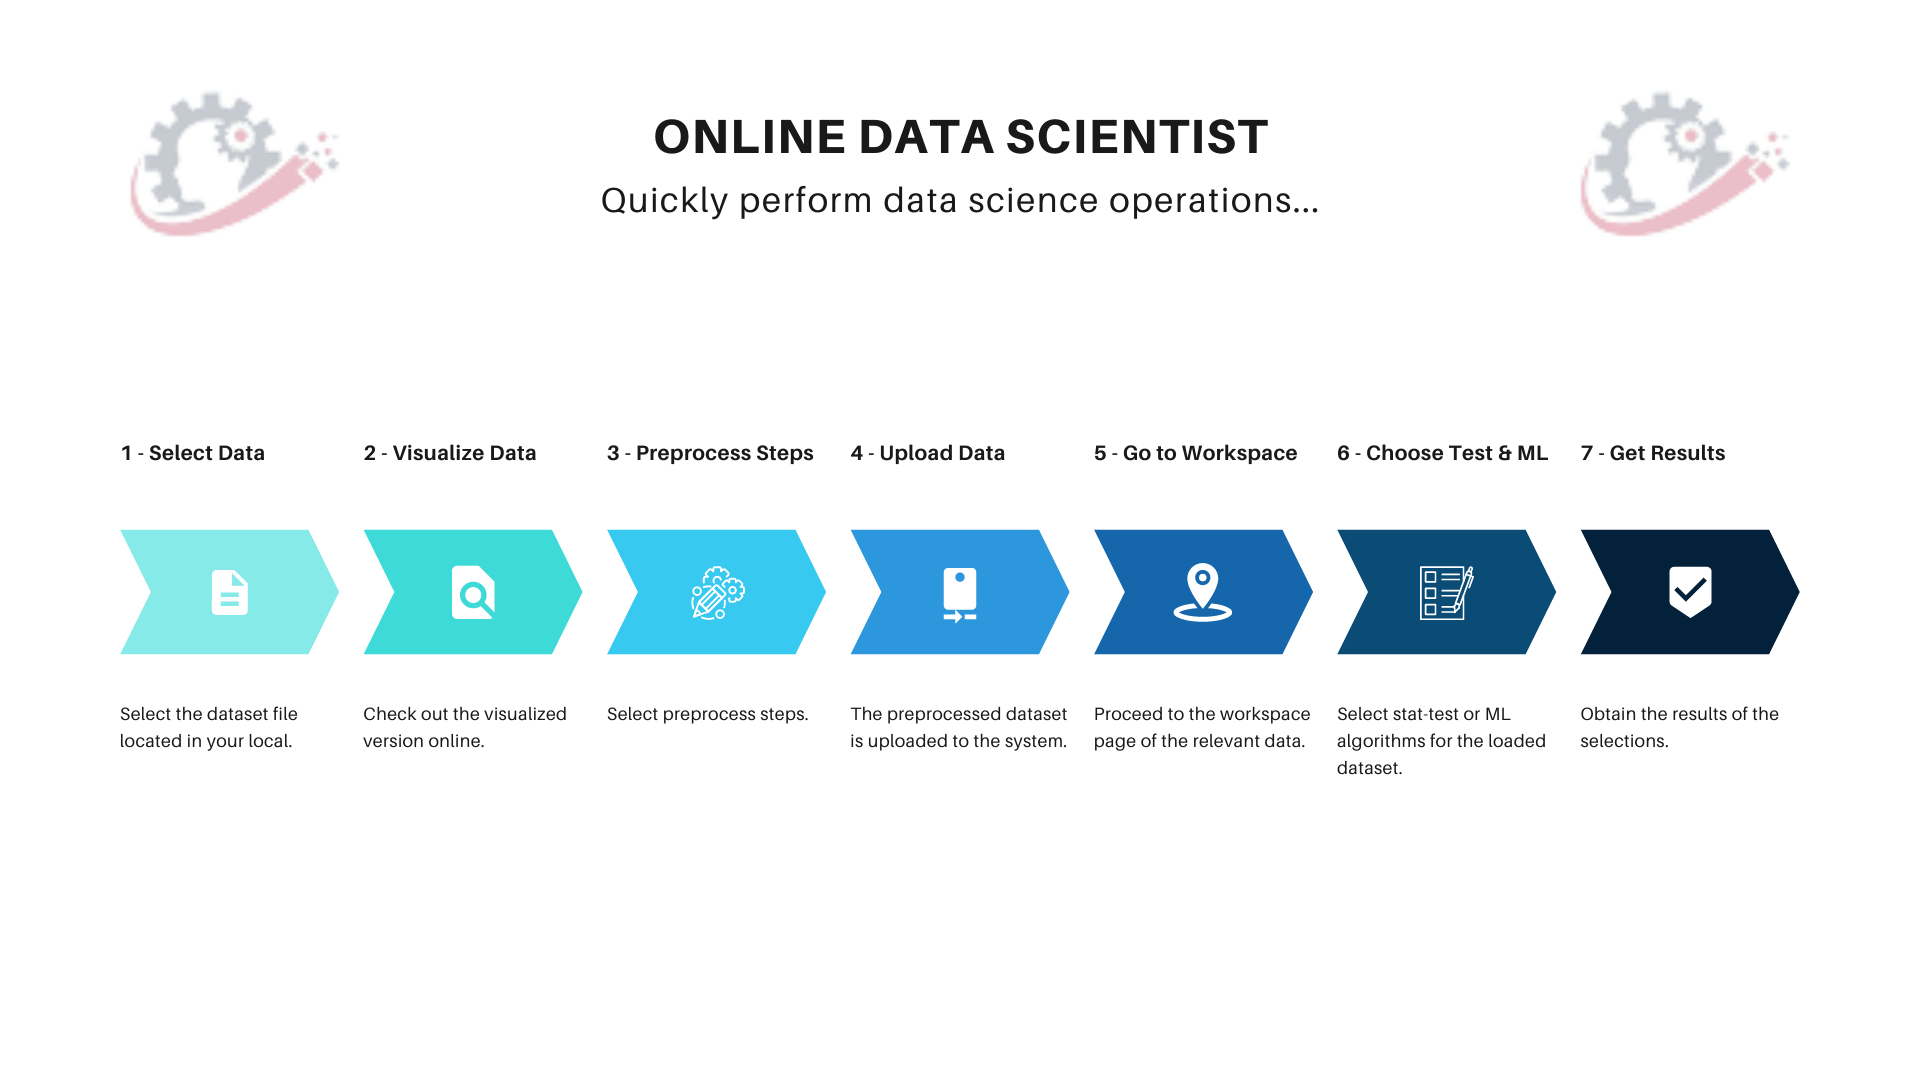 ONLINE DATA SCIENTIST
Quickly perform data science operations...
1 - Select Data
2 - Visualize Data
3 - Preprocess Steps
4 - Upload Data
5 - Go to Workspace
6 - Choose Test & ML
7 - Get Results
Select the dataset file
located in your local.
Check out the visualized
version online.
Select preprocess steps.
The preprocessed dataset
is uploaded to the system.
Proceed to the workspace
page of the relevant data.
Select stat-test or ML
algorithms for the loaded
dataset.
Obtain the results of the
selections.